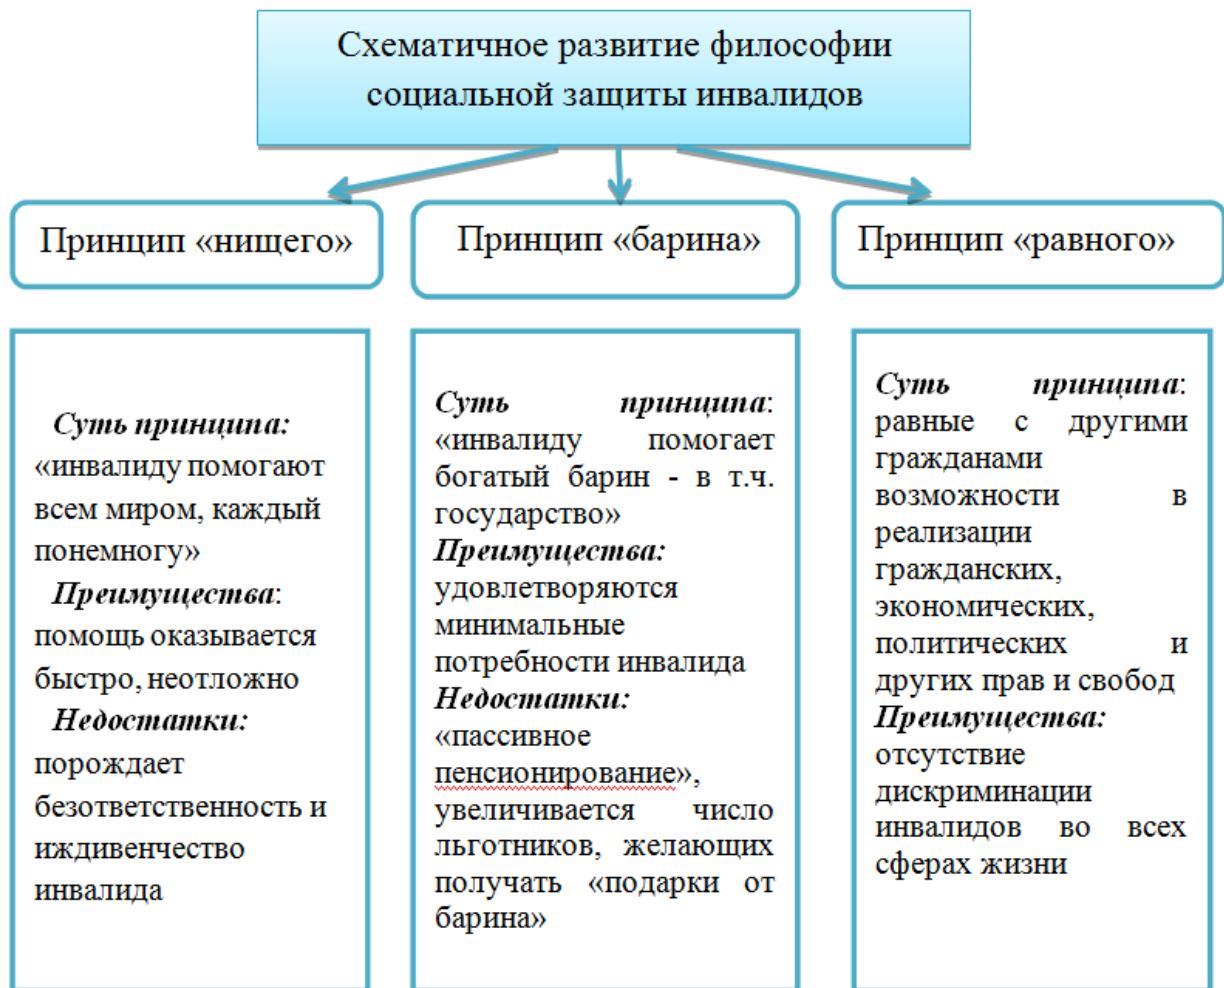 Схематичное развитие философии
социальной защиты инвалидов
Принцип «нищего»
Принцип «барина»
Принцип «равного»
Суть принципа:
«инвалиду помогают
всем миром, каждый
понемногу»
Преимущества:
помощь оказывается
быстро, неотложно
Недостатки:
порождает
безответственность и
иждивенчество
инвалида
Суть принципа:
«инвалиду помогает
богатый барин - в т.ч.
государство»
Преимущества:
удовлетворяются
минимальные
потребности инвалида
Недостатки:
«пассивное
пенсионирование»,
увеличивается число
льготников, желающих
получать «подарки от
барина»
Суть принципа:
равные с другими
гражданами
возможности в
реализации
гражданских,
экономических,
политических и
других прав и свобод
Преимущества:
отсутствие
дискриминации
инвалидов во всех
сферах жизни